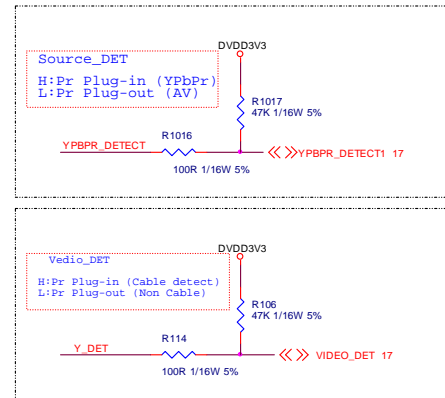 DVDD3V3
Source_DET
H:Pr Plug-in (YPbPr)
L:Pr Plug-out (AV)
R1017
47K 1/16W 5%
R1016
YPBPR_DETECT
YPBPR_DETECT1 17
100R 1/16W 5%
DVDD3V3
Vedio_DET
H:Pr Plug-in (Cable detect)
L:Pr Plug-out (Non Cable)
R106
47K 1/16W 5%
R114
Y_DET
VIDEO_DET 17
100R 1/16W 5%